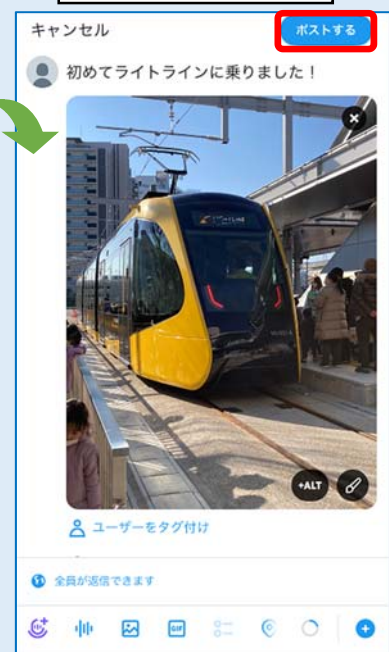 キャンセル
ポストする
初めてライトラインに乗りました！
+ALT
ユーザーをタグ付け
全員が返信できます
GIF